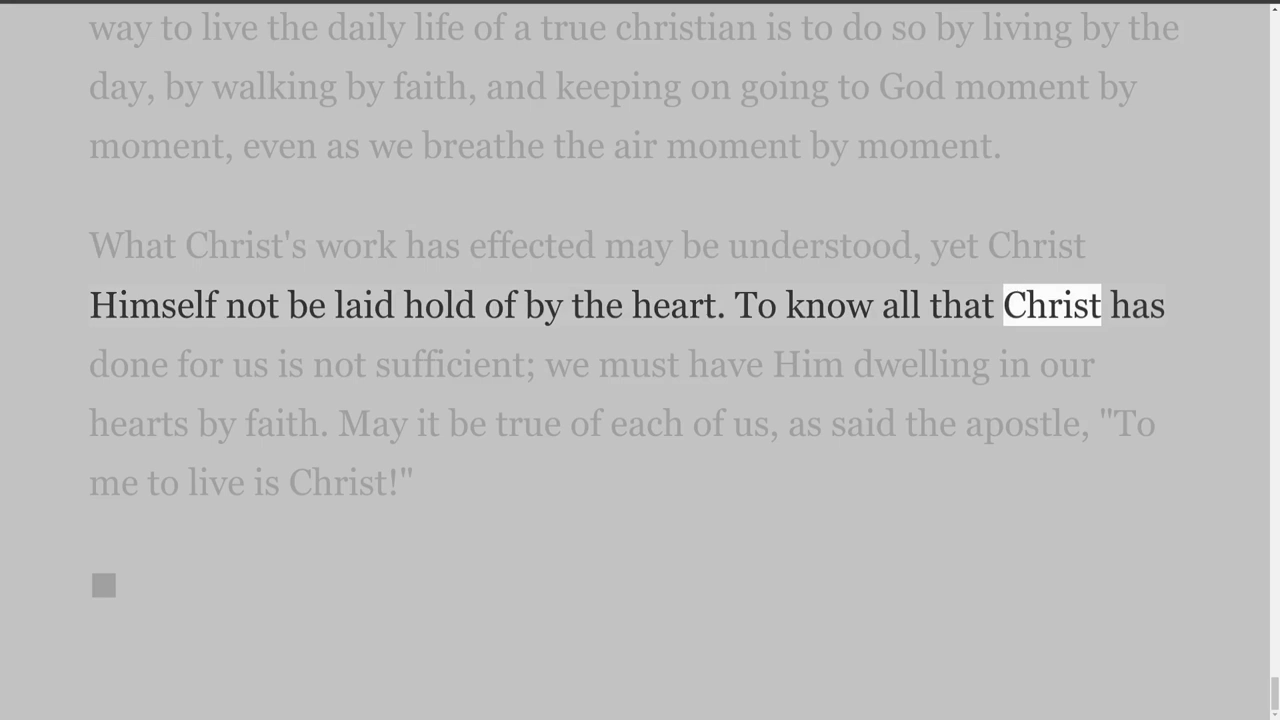 way to live the daily life of a true christian is to do so by living by the
day, by walking by faith, and keeping on going to God moment by
moment, even as we breathe the air moment by moment.
What Christ's work has effected may be understood, yet Christ
Himself not be laid hold of by the heart. To know all that Christ has
done for us is not sufficient; we must have Him dwelling in our
hearts by faith. May it be true of each of us, as said the apostle, "To
me to live is Christ!"